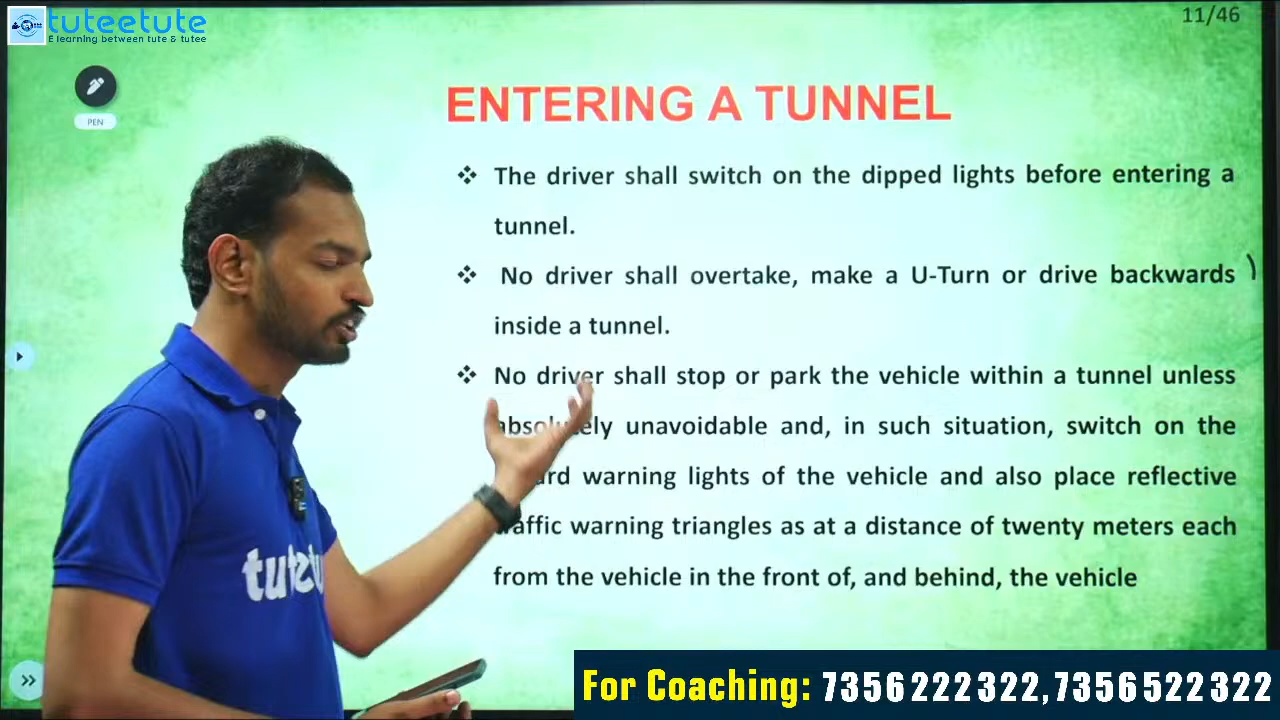 tuteetute
E learning between tute & tutee
11/46
PEN
ENTERING A TUNNEL
The driver shall switch on the dipped lights before entering a
tunnel.
No driver shall overtake, make a U-Turn or drive backwards
inside a tunnel.
No driver shall stop or park the vehicle within a tunnel unless
unavoidable and, in such situation, switch on the
warning lights of the vehicle and also place reflective
warning triangles as at a distance of twenty meters each
from the vehicle in the front of, and behind, the vehicle
For Coaching: 7356222322,7356522322